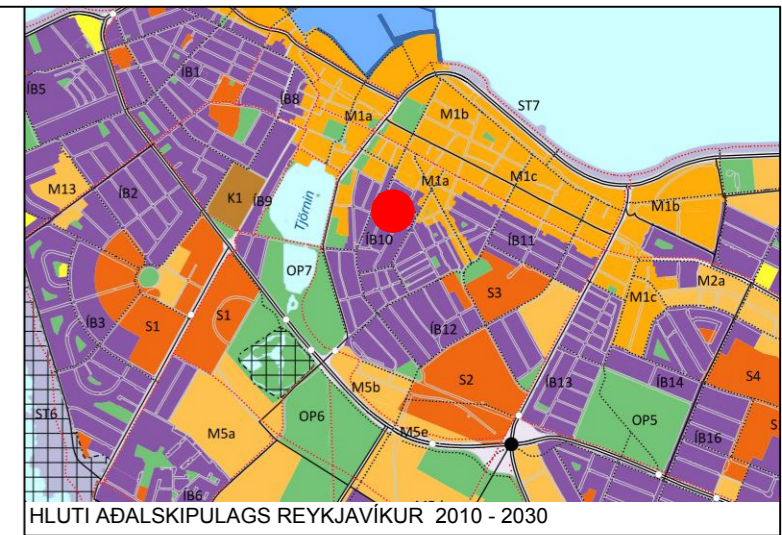 ÍB5
ÍB1
ÍB8
M1a
M1b
ST7
M13
ÍB2
K1
ÍB9
Tjörnin
M1a
M1c
M1b
ÍB10
ÍB11
OP7
S3
M2a
M1c
ÍB3
S1
S1
ÍB12
S2
ÍB13
ÍB14
S4
M5b
ST6
OP6
M5e
OP5
ÍB16
S
M5a
ÍB6
HLUTI AÐALSKIPULAGS REYKJAVÍKUR 2010 - 2030